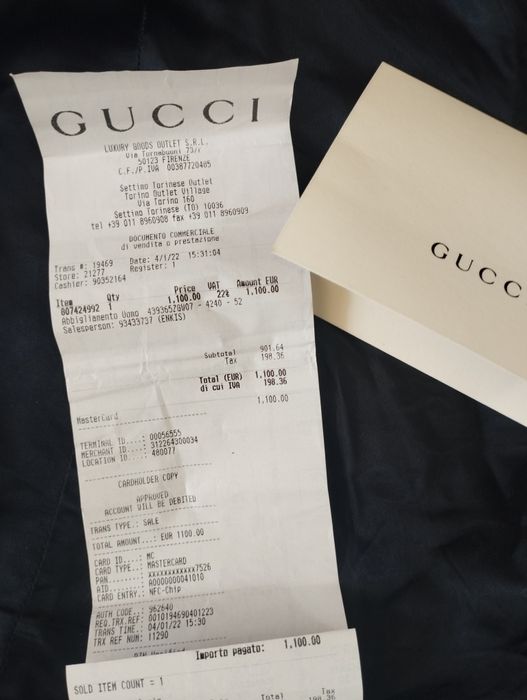 GUCCI
LUXURY GOODS OUTLET S.R.L.
Via Tornabuoni 73/r
50123 FIRENZE
C.F./P.IVA 00387720485
Settimo Torinese Outlet
Torino Outlet Village
Via Torino 160
Settimo Torinese (TO) 10036
tel +39 011 8960908 fax +39 011 8960909
DOCUMENTO COMMERCIALE
di vendita o prestazione
Trans #: 19469 Date: 4/1/22 15:31:04
Store: 21277 Register: 1
Cashier: 90352164
Item Qty Price VAT Amount EUR
807424992 1 1,100.00 22% 1,100.00
Abbigliamento Uomo 439365ZGW07 - 4240 - 52
Salesperson: 93433737 (ENKIS)
Subtotal 901.64
Tax 198.36
Total (EUR) 1,100.00
di cui IVA 198.36
MasterCard 1,100.00
TERMINAL ID...: 00056555
MERCHANT ID...: 312264300034
LOCATION ID...: 480077
CARDHOLDER COPY
APPROVED
ACCOUNT WILL BE DEBITED
TRANS TYPE.: SALE
TOTAL AMOUNT...: EUR 1100.00
CARD ID...: MC
CARD TYPE..: MASTERCARD
PAN........: xxxxxxxxxxxx7526
AID........: A0000000041010
CARD ENTRY.: NFC-Chip
AUTH CODE..: 962640
REQ.TRX.REF: 0010194690401223
TRANS TIME.: 04/01/22 15:30
TRX REF NUM: 11290
Importo pagato: 1,100.00
SOLD ITEM COUNT = 1
Total Tax
198.36
GUCC